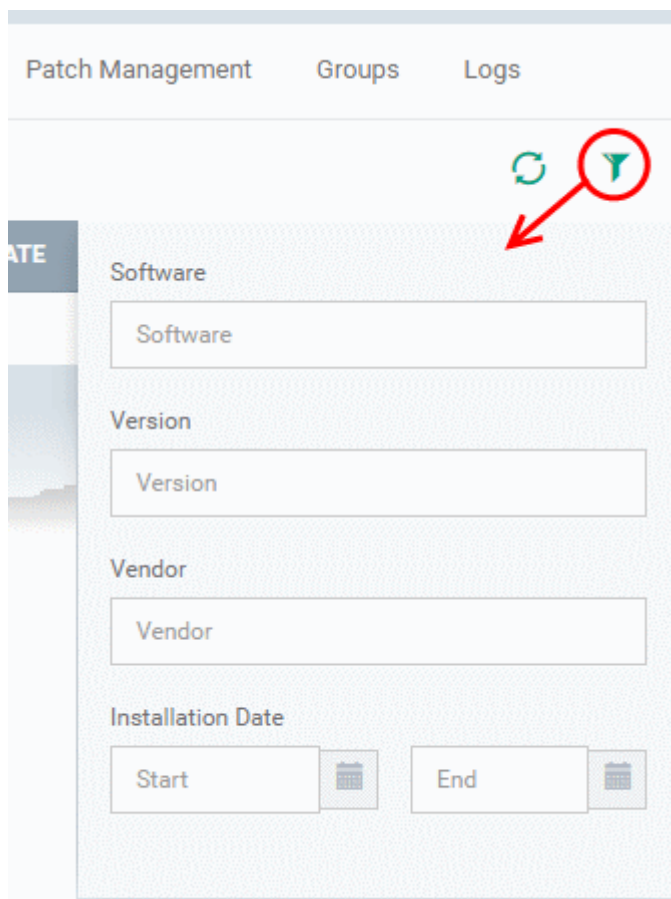 Patch Management Groups Logs
ATE
Software
Software
Version
Version
Vendor
Vendor
Installation Date
Start End